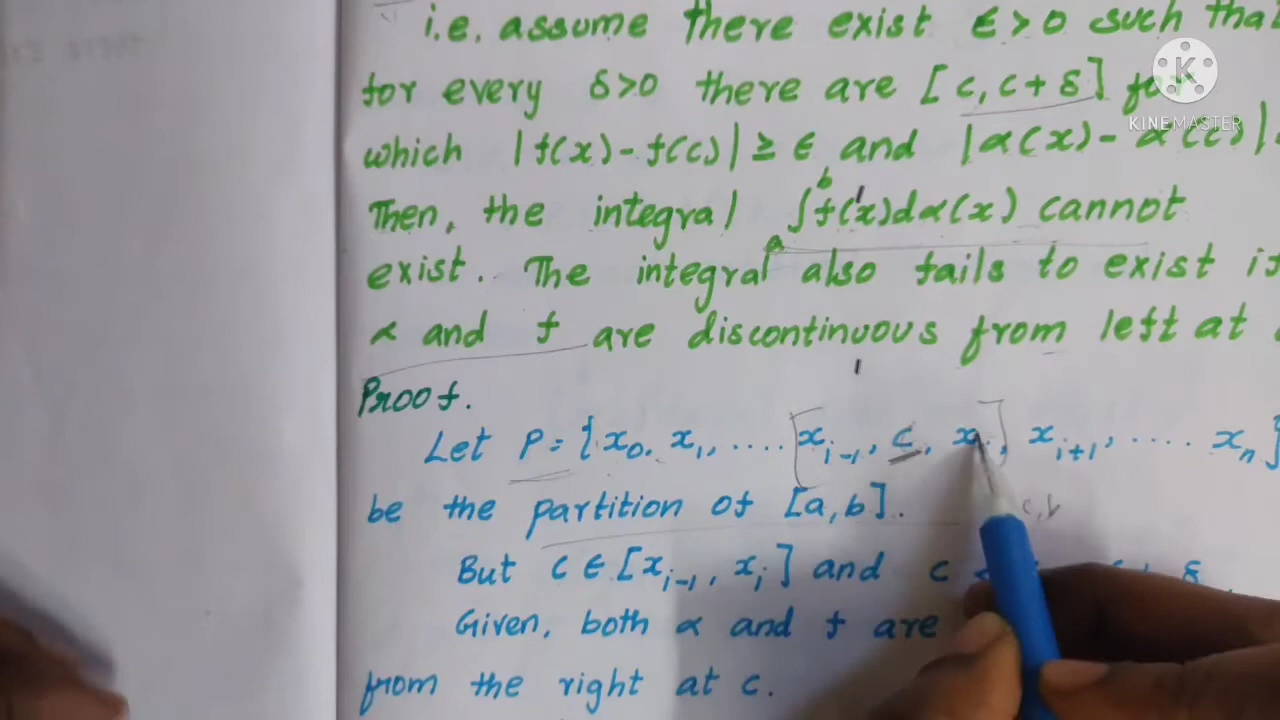 i.e. assume there exist ϵ > 0 such that
for every δ>0 there are [c, c + δ] for
K
KINEMASTER
which |f(x) - f(c)| ≥ ϵ and |α(x) - α(c)|
Then, the integral ∫ₐᵇ f(x)dα(x) cannot
exist. The integral also fails to exist if
α and f are discontinuous from left at
Proof.
Let P = {x₀, x₁, .... [xᵢ₋₁, c, xᵢ], xᵢ₊₁, .... xₙ}
be the partition of [a, b].
c, b
But c ∈ [xᵢ₋₁, xᵢ] and c < δ
Given, both α and f are
from the right at c.